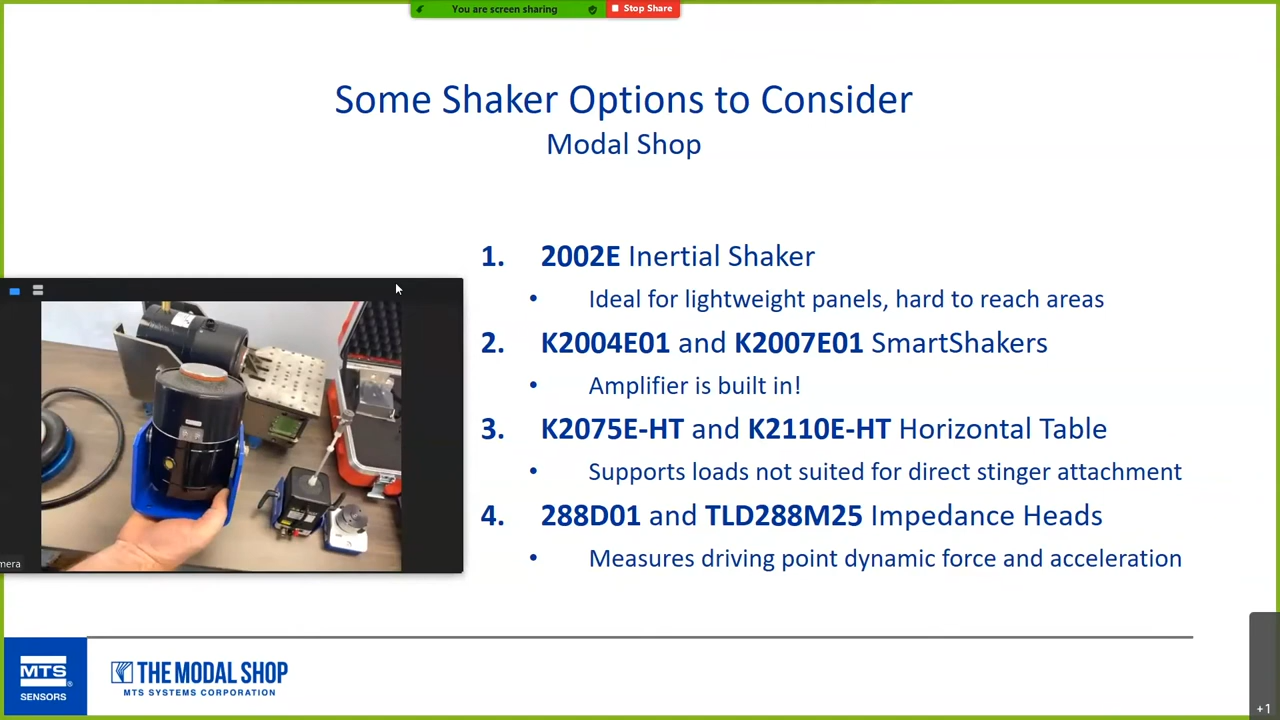 You are screen sharing
Stop Share
Some Shaker Options to Consider
Modal Shop
1. 2002E Inertial Shaker
• Ideal for lightweight panels, hard to reach areas
2. K2004E01 and K2007E01 SmartShakers
• Amplifier is built in!
3. K2075E-HT and K2110E-HT Horizontal Table
• Supports loads not suited for direct stinger attachment
4. 288D01 and TLD288M25 Impedance Heads
• Measures driving point dynamic force and acceleration
mera
MTS®
SENSORS
THE MODAL SHOP
MTS SYSTEMS CORPORATION
+1